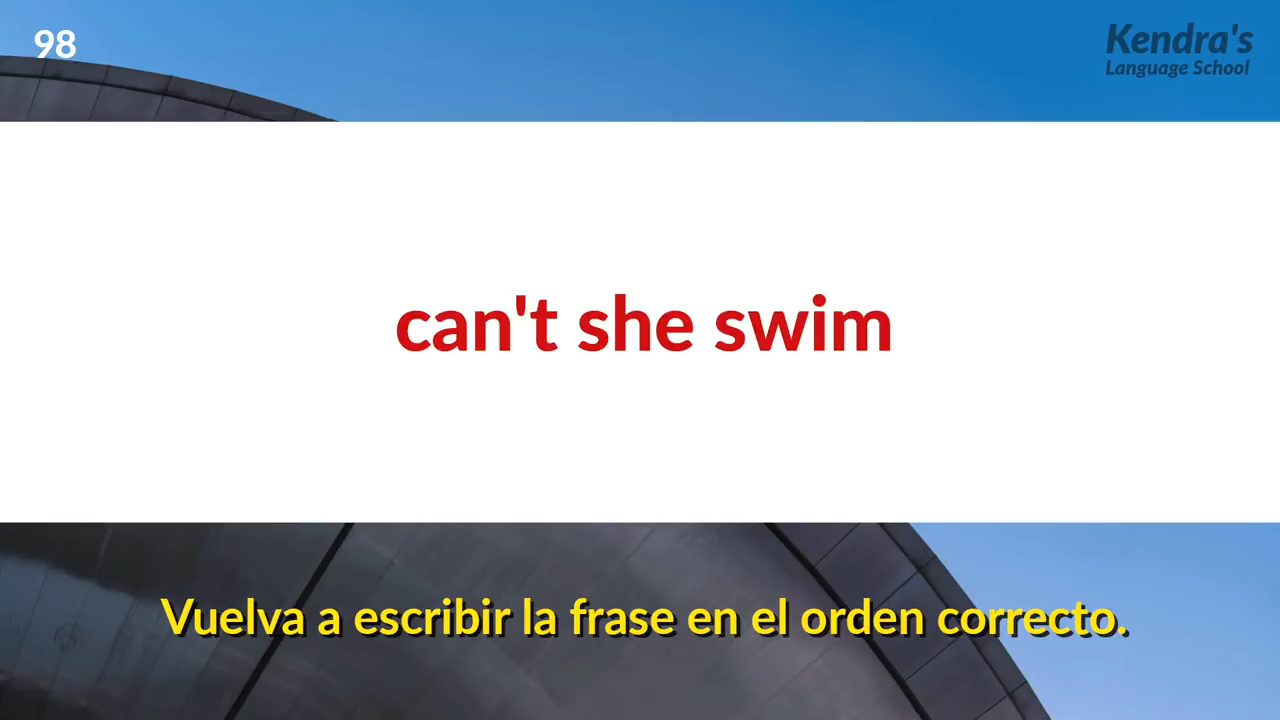 98
Kendra's
Language School
can't she swim
Vuelva a escribir la frase en el orden correcto.